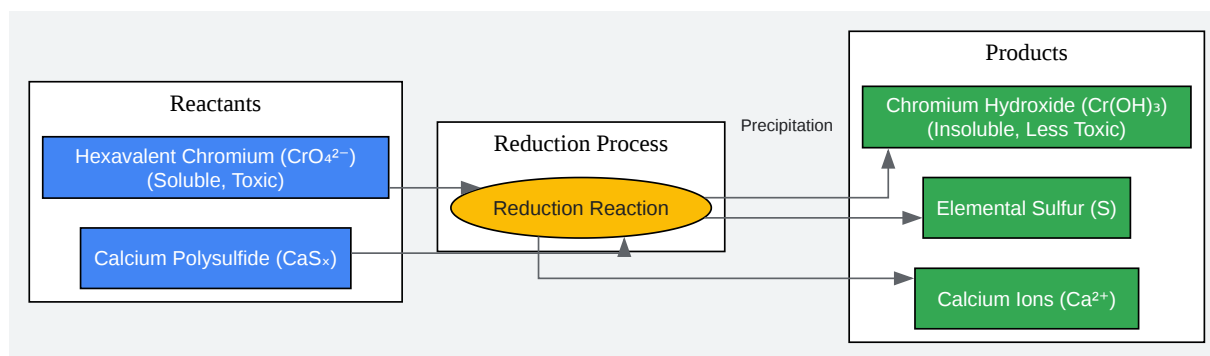 Reactants
Hexavalent Chromium (CrO₄²⁻)
(Soluble, Toxic)
Calcium Polysulfide (CaSₓ)
Reduction Process
Reduction Reaction
Precipitation
Products
Chromium Hydroxide (Cr(OH)₃)
(Insoluble, Less Toxic)
Elemental Sulfur (S)
Calcium Ions (Ca²⁺)